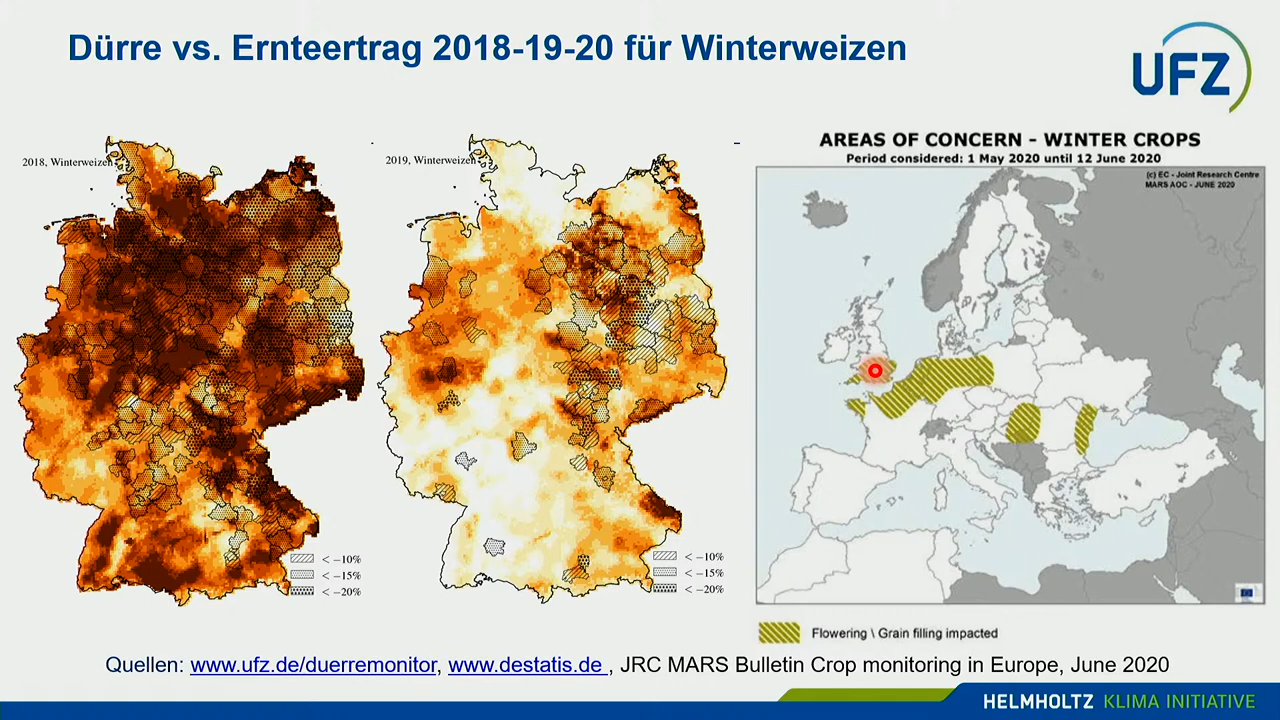 Dürre vs. Ernteertrag 2018-19-20 für Winterweizen
UFZ
2018, Winterweizen
< −10%
< −15%
< −20%
2019, Winterweizen
< −10%
< −15%
< −20%
AREAS OF CONCERN - WINTER CROPS
Period considered: 1 May 2020 until 12 June 2020
(c) EC - Joint Research Centre
MARS AOC - JUNE 2020
Flowering \ Grain filling impacted
Quellen: www.ufz.de/duerremonitor, www.destatis.de , JRC MARS Bulletin Crop monitoring in Europe, June 2020
HELMHOLTZ KLIMA INITIATIVE